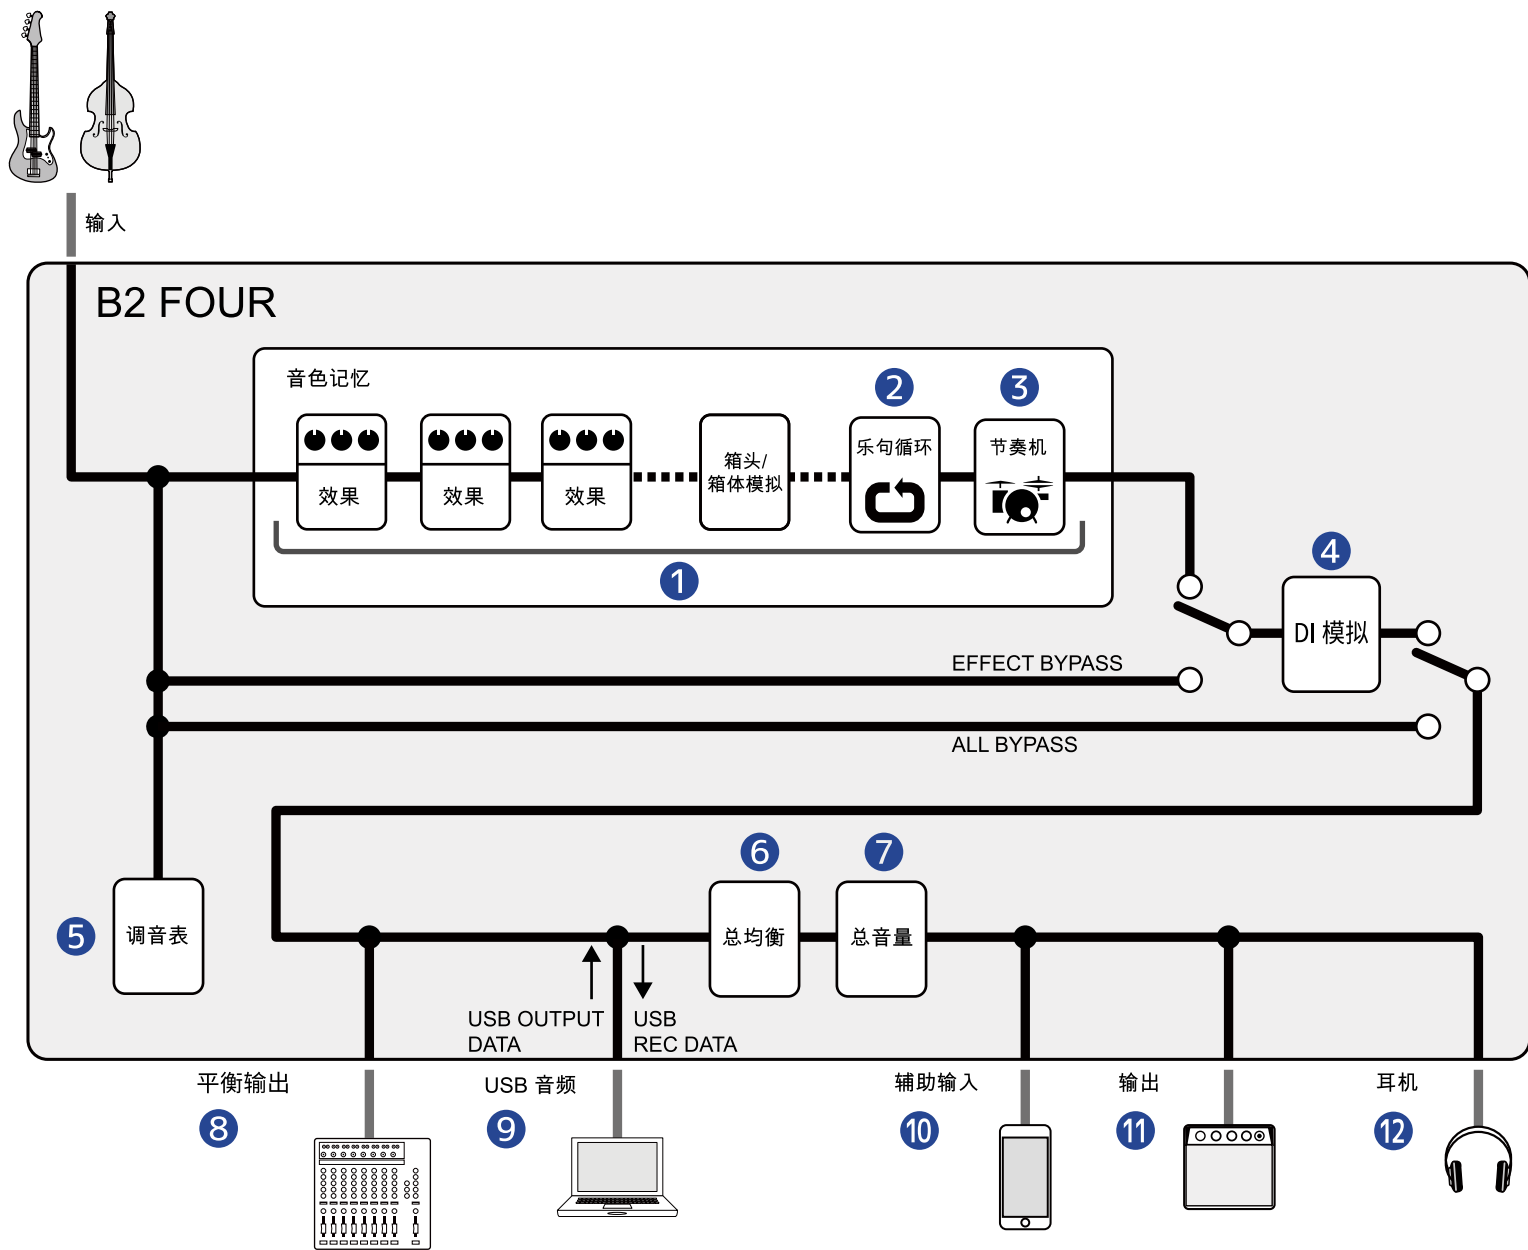 输入
B2 FOUR
音色记忆
2
3
效果
效果
效果
箱头/
箱体模拟
乐句循环
节奏机
1
4
DI 模拟
EFFECT BYPASS
ALL BYPASS
6
7
5
调音表
总均衡
总音量
USB OUTPUT
DATA
USB
REC DATA
平衡输出
USB 音频
辅助输入
输出
耳机
8
9
10
11
12